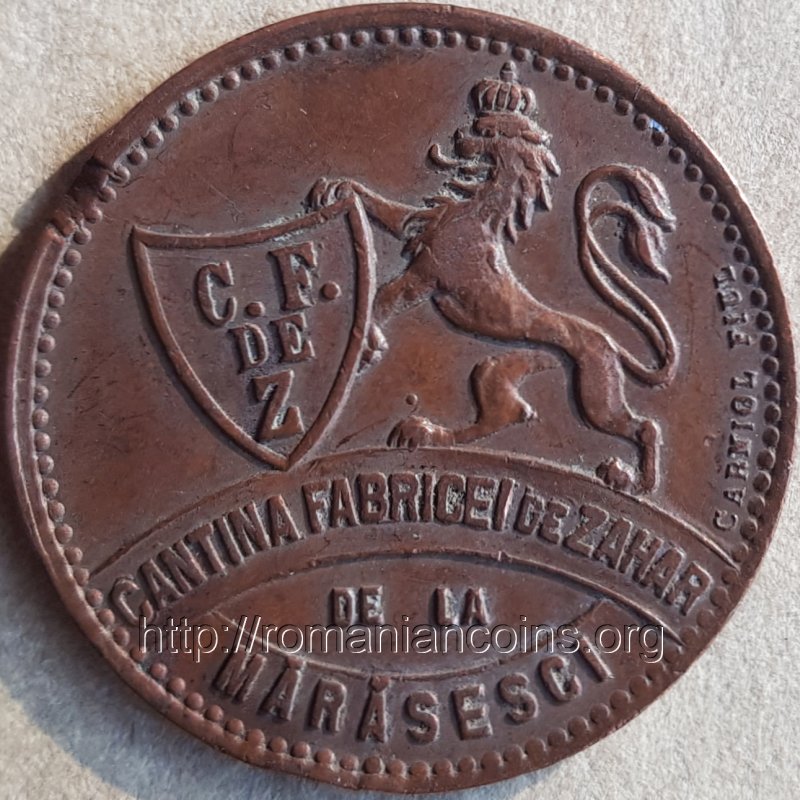 C. F.
DE
Z
CARNIOL FIUL
CANTINA FABRICEI DE ZAHAR
DE LA
MĂRĂSESCI
http://romaniancoins.org